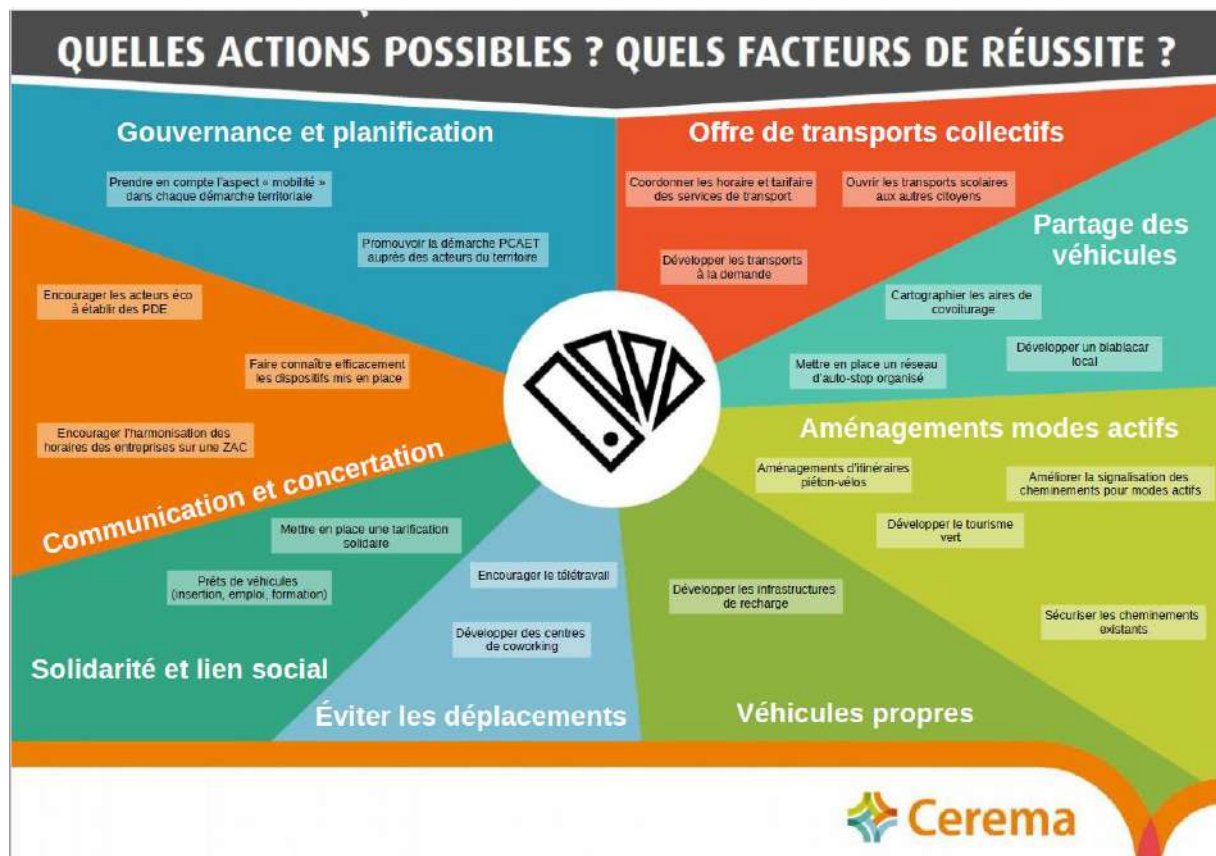 QUELLES ACTIONS POSSIBLES ? QUELS FACTEURS DE RÉUSSITE ?
Gouvernance et planification
Prendre en compte l'aspect « mobilité »
dans chaque démarche territoriale
Promouvoir la démarche PCAET
auprès des acteurs du territoire
Offre de transports collectifs
Coordonner les horaire et tarifaire
des services de transport
Ouvrir les transports scolaires
aux autres citoyens
Développer les transports
à la demande
Partage des
véhicules
Cartographier les aires de
covoiturage
Développer un blablacar
local
Mettre en place un réseau
d'auto-stop organisé
Aménagements modes actifs
Aménagements d'itinéraires
piéton-vélos
Améliorer la signalisation des
cheminements pour modes actifs
Développer le tourisme
vert
Sécuriser les cheminements
existants
Véhicules propres
Développer les infrastructures
de recharge
Éviter les déplacements
Encourager le télétravail
Développer des centres
de coworking
Solidarité et lien social
Mettre en place une tarification
solidaire
Prêts de véhicules
(insertion, emploi, formation)
Communication et concertation
Encourager les acteurs éco
à établir des PDE
Faire connaître efficacement
les dispositifs mis en place
Encourager l'harmonisation des
horaires des entreprises sur une ZAC
Cerema